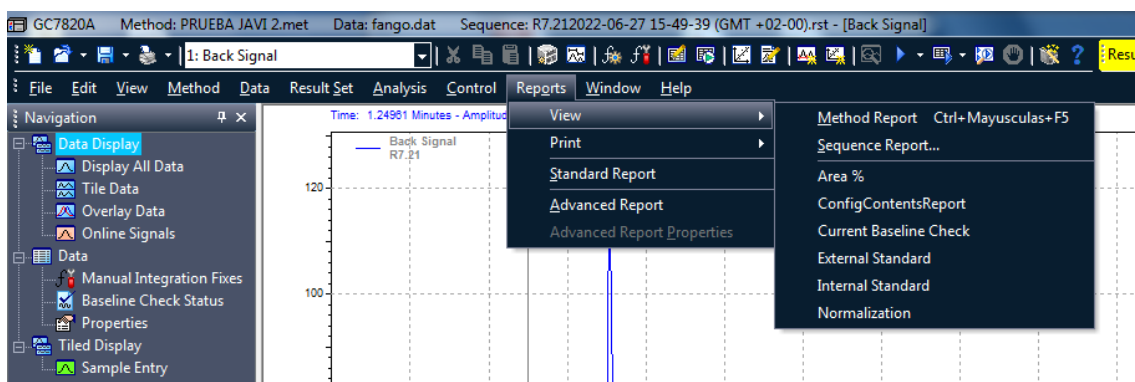 GC7820A Method: PRUEBA JAVI 2.met Data: fango.dat Sequence: R7.212022-06-27 15-49-39 (GMT +02-00).rst - [Back Signal]
1: Back Signal
File Edit View Method Data Result Set Analysis Control Reports Window Help
Navigation
Data Display
Display All Data
Tile Data
Overlay Data
Online Signals
Data
Manual Integration Fixes
Baseline Check Status
Properties
Tiled Display
Sample Entry
Time: 1.24981 Minutes - Amplitud
Back Signal
R7.21
120
100
View
Print
Standard Report
Advanced Report
Advanced Report Properties
Method Report Ctrl+Mayusculas+F5
Sequence Report...
Area %
ConfigContentsReport
Current Baseline Check
External Standard
Internal Standard
Normalization